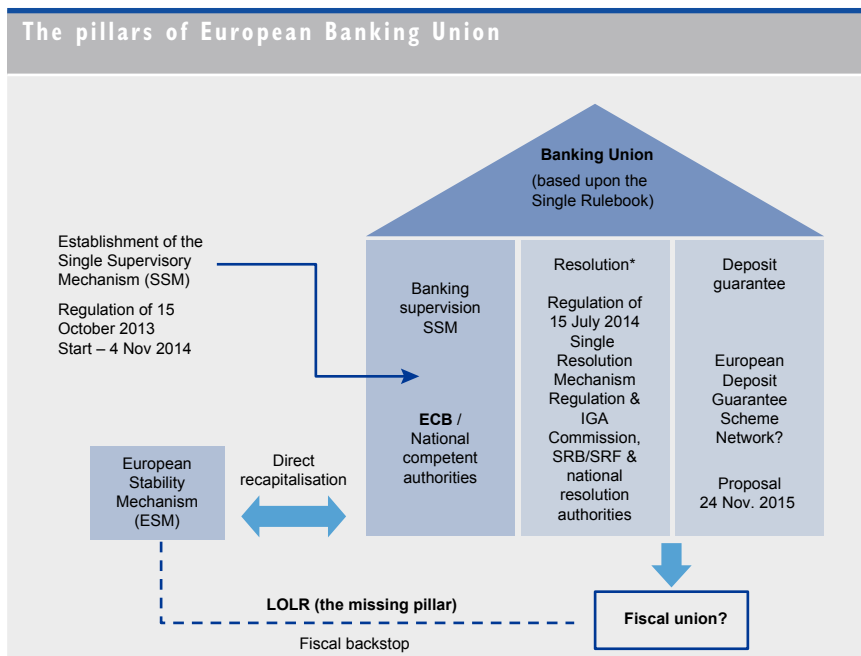 The pillars of European Banking Union
Banking Union
(based upon the
Single Rulebook)
Establishment of the
Single Supervisory
Mechanism (SSM)
Regulation of 15
October 2013
Start – 4 Nov 2014
Banking
supervision
SSM
ECB /
National
competent
authorities
Resolution*
Regulation of
15 July 2014
Single
Resolution
Mechanism
Regulation &
IGA
Commission,
SRB/SRF &
national
resolution
authorities
Deposit
guarantee
European
Deposit
Guarantee
Scheme
Network?
Proposal
24 Nov. 2015
European
Stability
Mechanism
(ESM)
Direct
recapitalisation
LOLR (the missing pillar)
Fiscal backstop
Fiscal union?